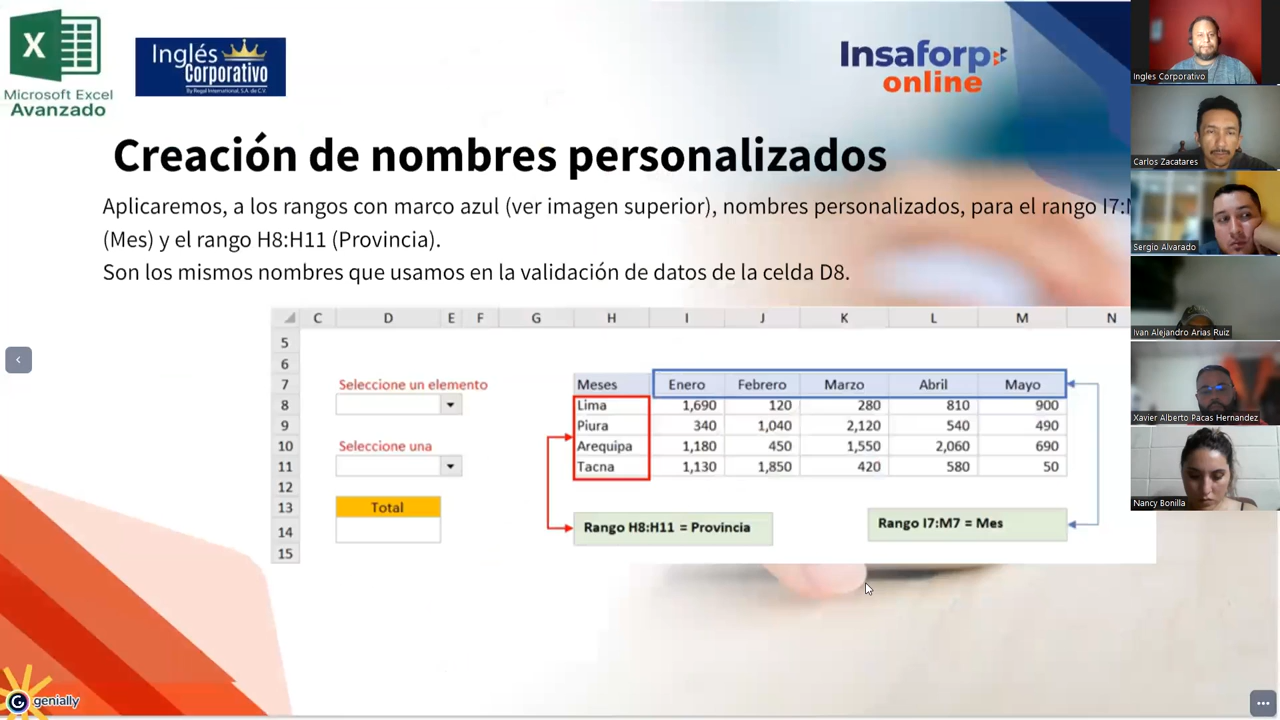 Microsoft Excel
Avanzado
Inglés
Corporativo
By Regal International, S.A. de C.V.
Insaforp
online
Creación de nombres personalizados
Aplicaremos, a los rangos con marco azul (ver imagen superior), nombres personalizados, para el rango I7:
(Mes) y el rango H8:H11 (Provincia).
Son los mismos nombres que usamos en la validación de datos de la celda D8.
C D E F G H I J K L M N
5
6
7 Seleccione un elemento Meses Enero Febrero Marzo Abril Mayo
8 Lima 1,690 120 280 810 900
9 Piura 340 1,040 2,120 540 490
10 Seleccione una Arequipa 1,180 450 1,550 2,060 690
11 Tacna 1,130 1,850 420 580 50
12
13 Total
14 Rango H8:H11 = Provincia Rango I7:M7 = Mes
15
genially
Ingles Corporativo
Carlos Zacatares
Sergio Alvarado
Ivan Alejandro Arias Ruiz
Xavier Alberto Pacas Hernandez
Nancy Bonilla